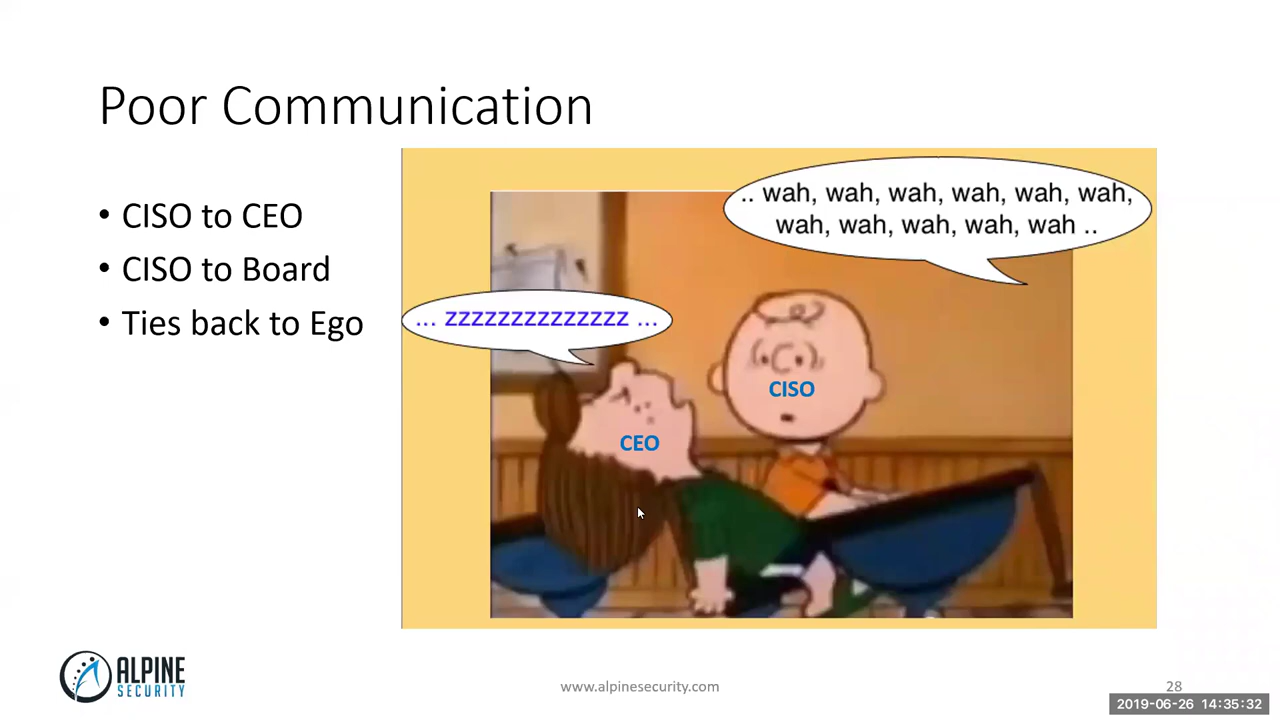 Poor Communication
• CISO to CEO
• CISO to Board
• Ties back to Ego
.. wah, wah, wah, wah, wah, wah,
wah, wah, wah, wah, wah ..
... zzzzzzzzzzzzzz ...
CISO
CEO
ALPINE
SECURITY
www.alpinesecurity.com
28
2019-06-26 14:35:32